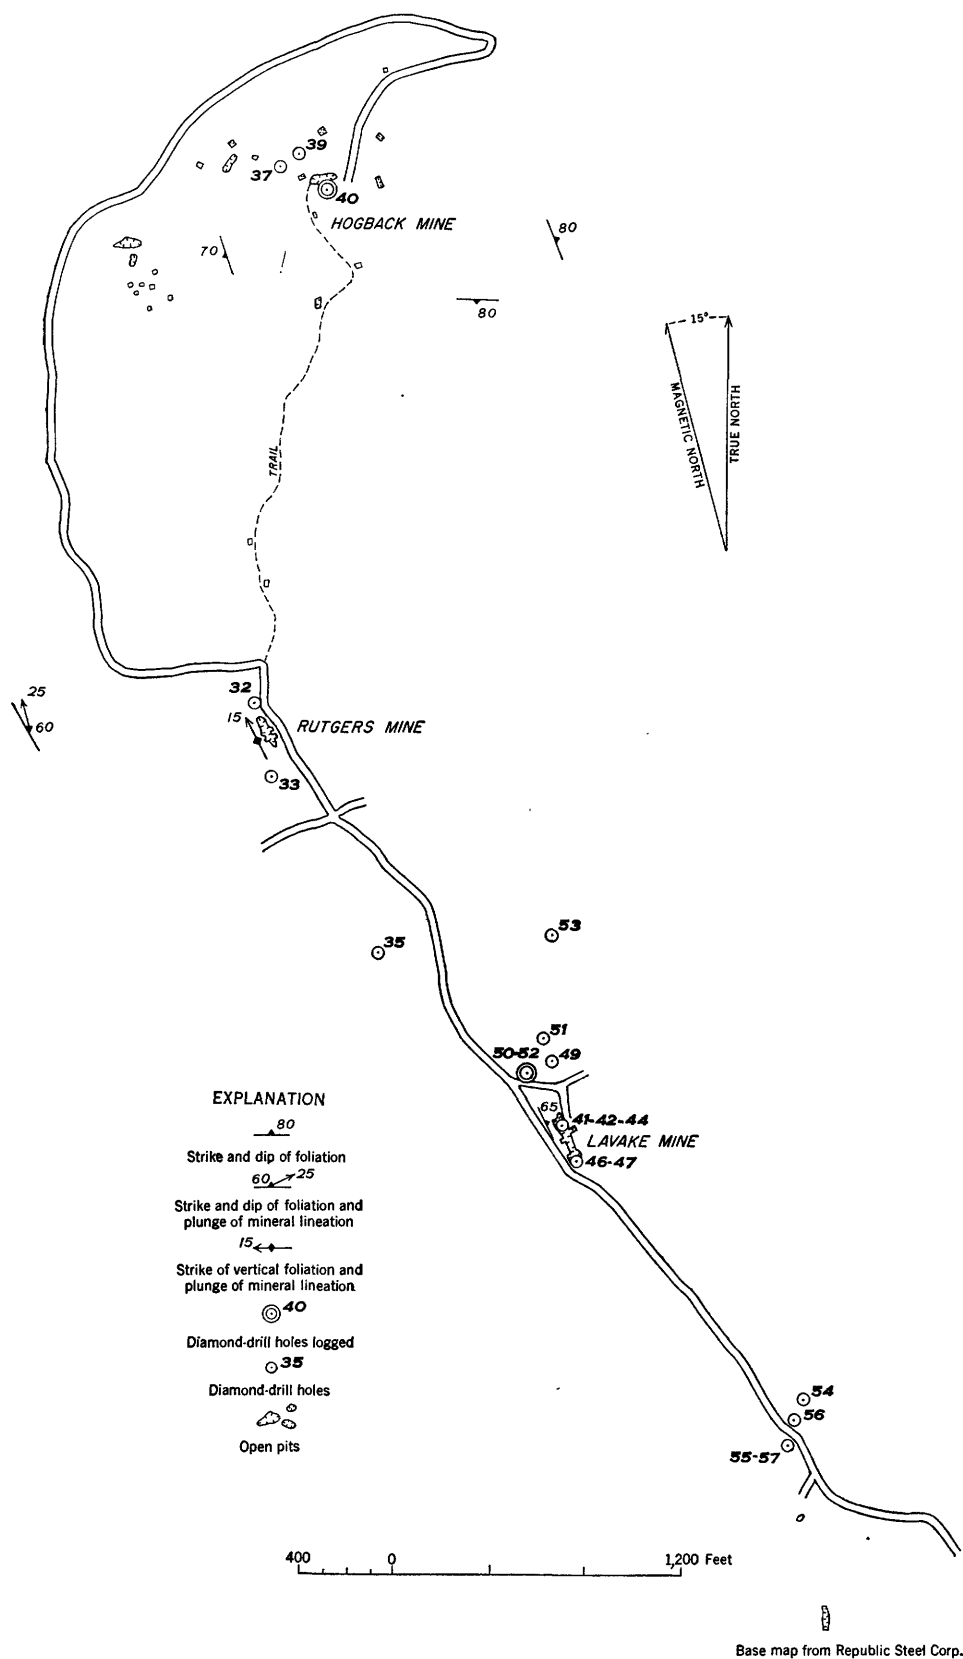 39
37
40
HOGBACK MINE
80
70
80
15°
MAGNETIC NORTH
TRUE NORTH
TRAIL
32
25
15
60
RUTGERS MINE
33
53
35
51
50-52
49
65
41-42-44
LAVAKE MINE
46-47
EXPLANATION
80
Strike and dip of foliation
60 25
Strike and dip of foliation and
plunge of mineral lineation
15
Strike of vertical foliation and
plunge of mineral lineation
40
Diamond-drill holes logged
35
Diamond-drill holes
Open pits
54
56
55-57
400 0 1,200 Feet
Base map from Republic Steel Corp.